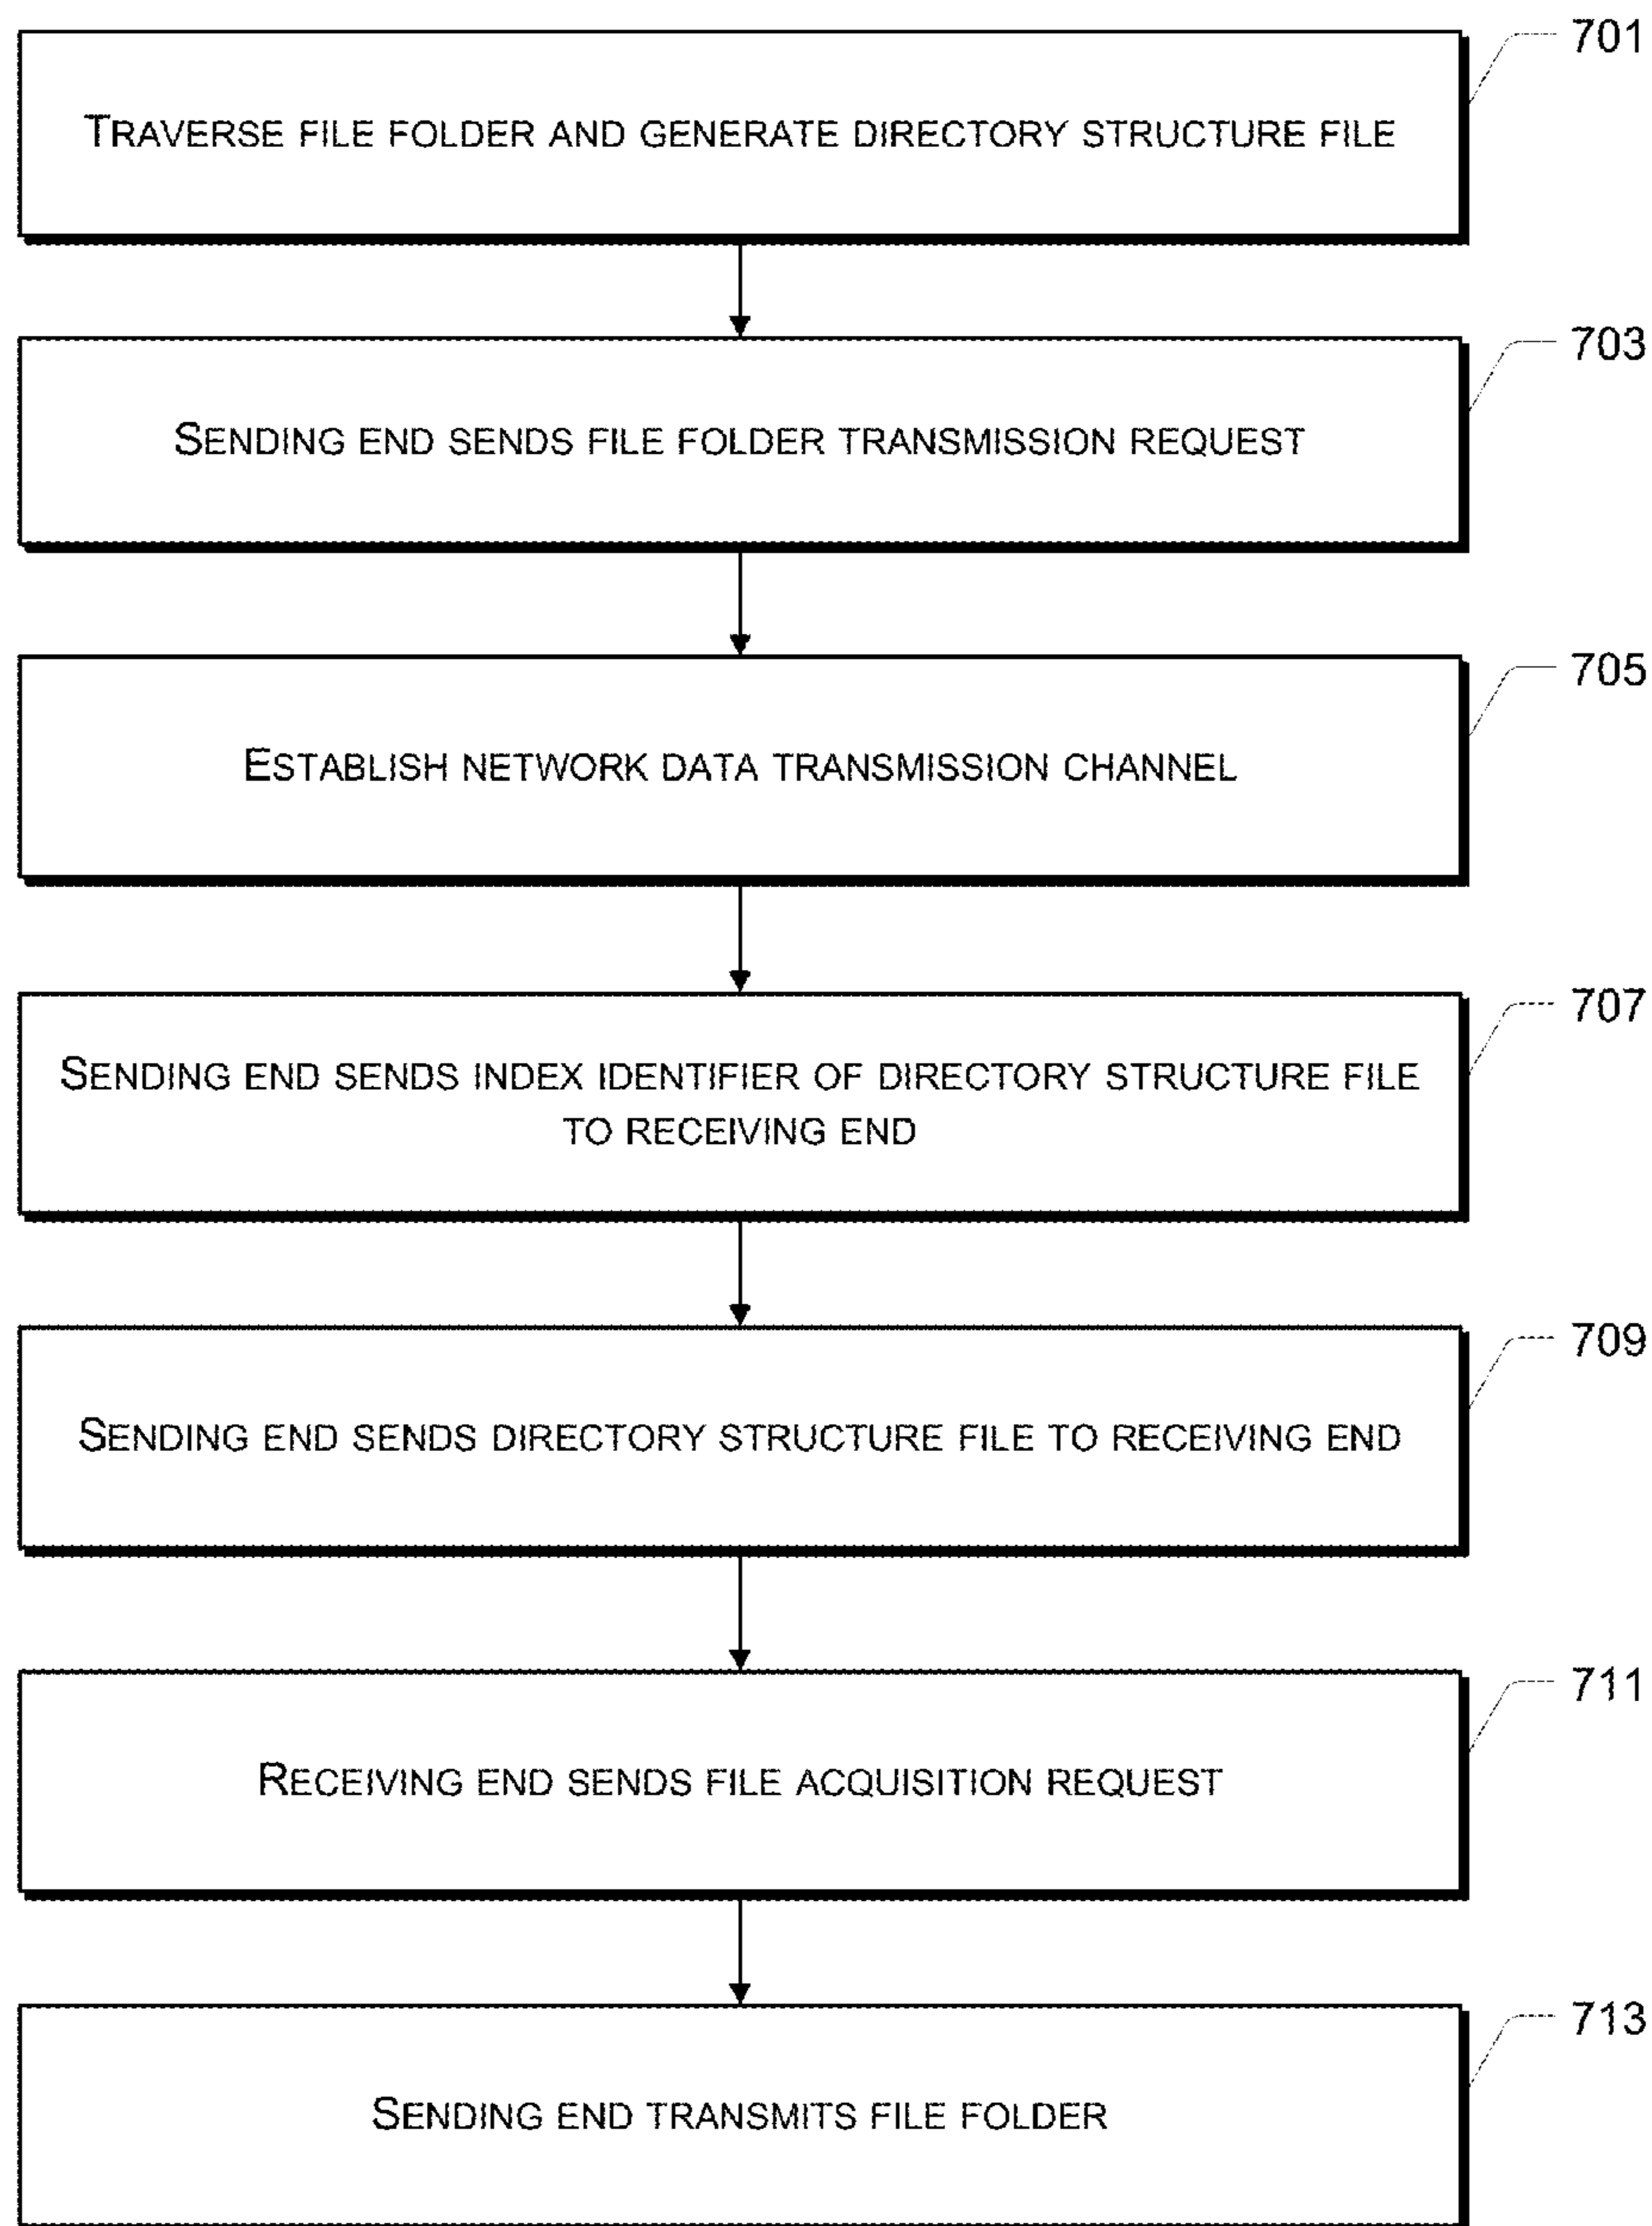 701
TRAVERSE FILE FOLDER AND GENERATE DIRECTORY STRUCTURE FILE
703
SENDING END SENDS FILE FOLDER TRANSMISSION REQUEST
705
ESTABLISH NETWORK DATA TRANSMISSION CHANNEL
707
SENDING END SENDS INDEX IDENTIFIER OF DIRECTORY STRUCTURE FILE
TO RECEIVING END
709
SENDING END SENDS DIRECTORY STRUCTURE FILE TO RECEIVING END
711
RECEIVING END SENDS FILE ACQUISITION REQUEST
713
SENDING END TRANSMITS FILE FOLDER